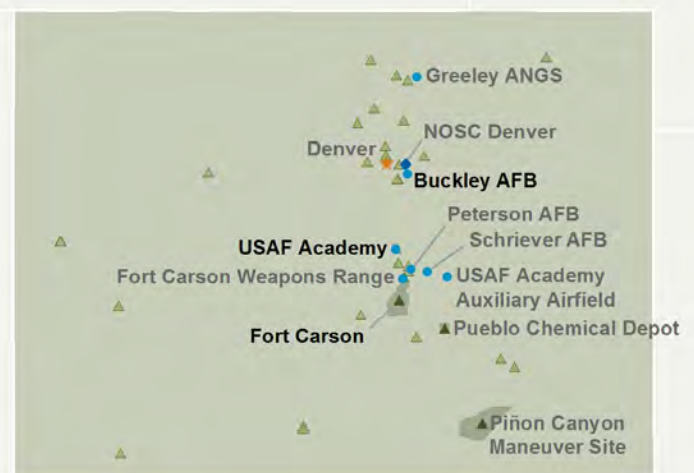 Greeley ANGS
NOSC Denver
Denver
Buckley AFB
Peterson AFB
USAF Academy
Schriever AFB
Fort Carson Weapons Range
USAF Academy
Auxiliary Airfield
Fort Carson
Pueblo Chemical Depot
Piñon Canyon
Maneuver Site